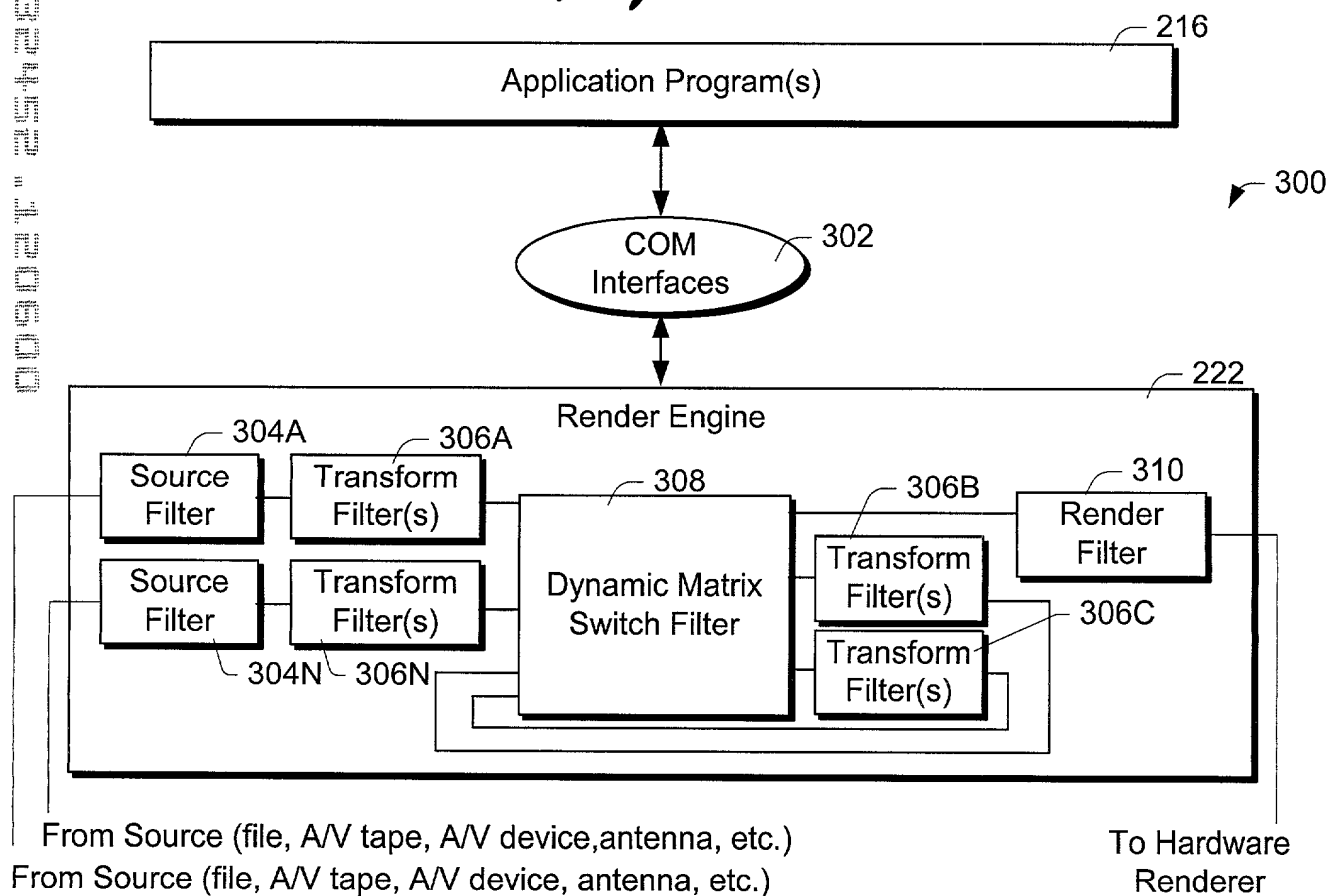 216
Application Program(s)
300
COM
Interfaces
302
222
Render Engine
304A
306A
308
306B
310
Source
Filter
Transform
Filter(s)
Render
Filter
Source
Filter
Transform
Filter(s)
Dynamic Matrix
Switch Filter
Transform
Filter(s)
306C
304N
306N
Transform
Filter(s)
From Source (file, A/V tape, A/V device,antenna, etc.)
From Source (file, A/V tape, A/V device, antenna, etc.)
To Hardware
Renderer